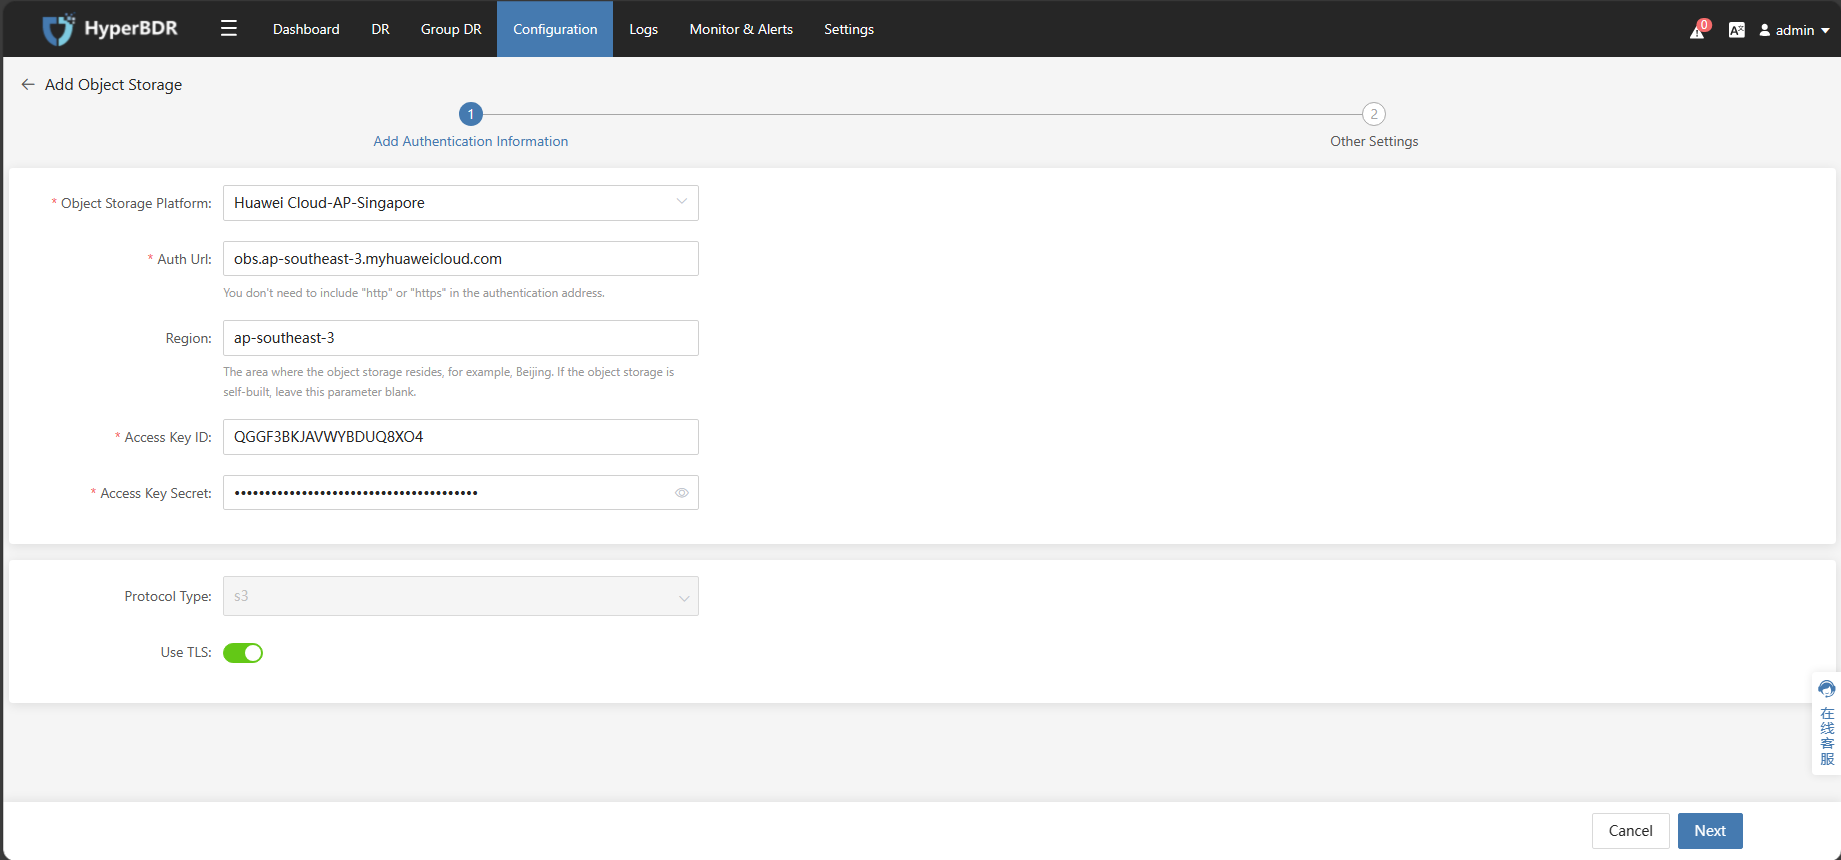 HyperBDR
Dashboard
DR
Group DR
Configuration
Logs
Monitor & Alerts
Settings
0
admin
Add Object Storage
1
2
Add Authentication Information
Other Settings
* Object Storage Platform:
Huawei Cloud-AP-Singapore
* Auth Url:
obs.ap-southeast-3.myhuaweicloud.com
You don't need to include "http" or "https" in the authentication address.
Region:
ap-southeast-3
The area where the object storage resides, for example, Beijing. If the object storage is
self-built, leave this parameter blank.
* Access Key ID:
QGGF3BKJAVWYBDUQ8XO4
* Access Key Secret:
••••••••••••••••••••••••••••••••••••••••
Protocol Type:
s3
Use TLS:
在线客服
Cancel
Next